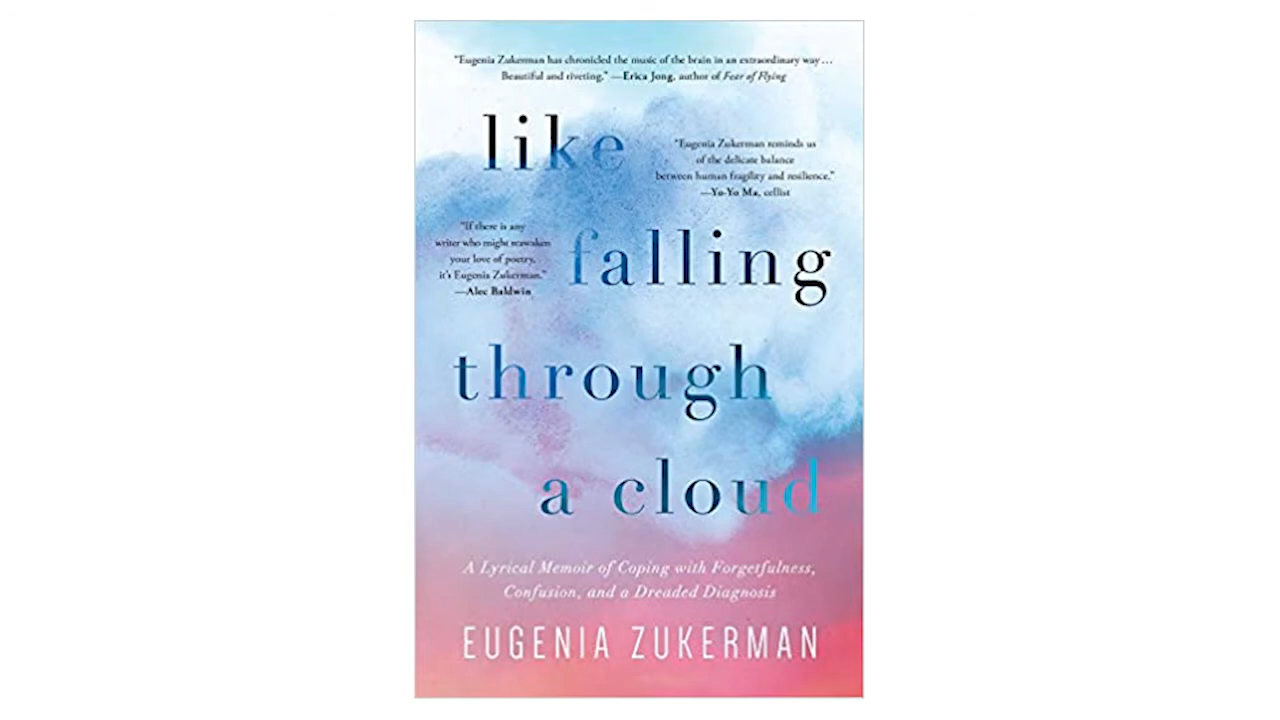 "Eugenia Zukerman has chronicled the music of the brain in an extraordinary way…
Beautiful and riveting." —Erica Jong, author of Fear of Flying
like
"Eugenia Zukerman reminds us
of the delicate balance
between human fragility and resilience."
—Yo-Yo Ma, cellist
"If there is any
writer who might reawaken
your love of poetry,
it's Eugenia Zukerman."
—Alec Baldwin
falling
through
a cloud
A Lyrical Memoir of Coping with Forgetfulness,
Confusion, and a Dreaded Diagnosis
EUGENIA ZUKERMAN